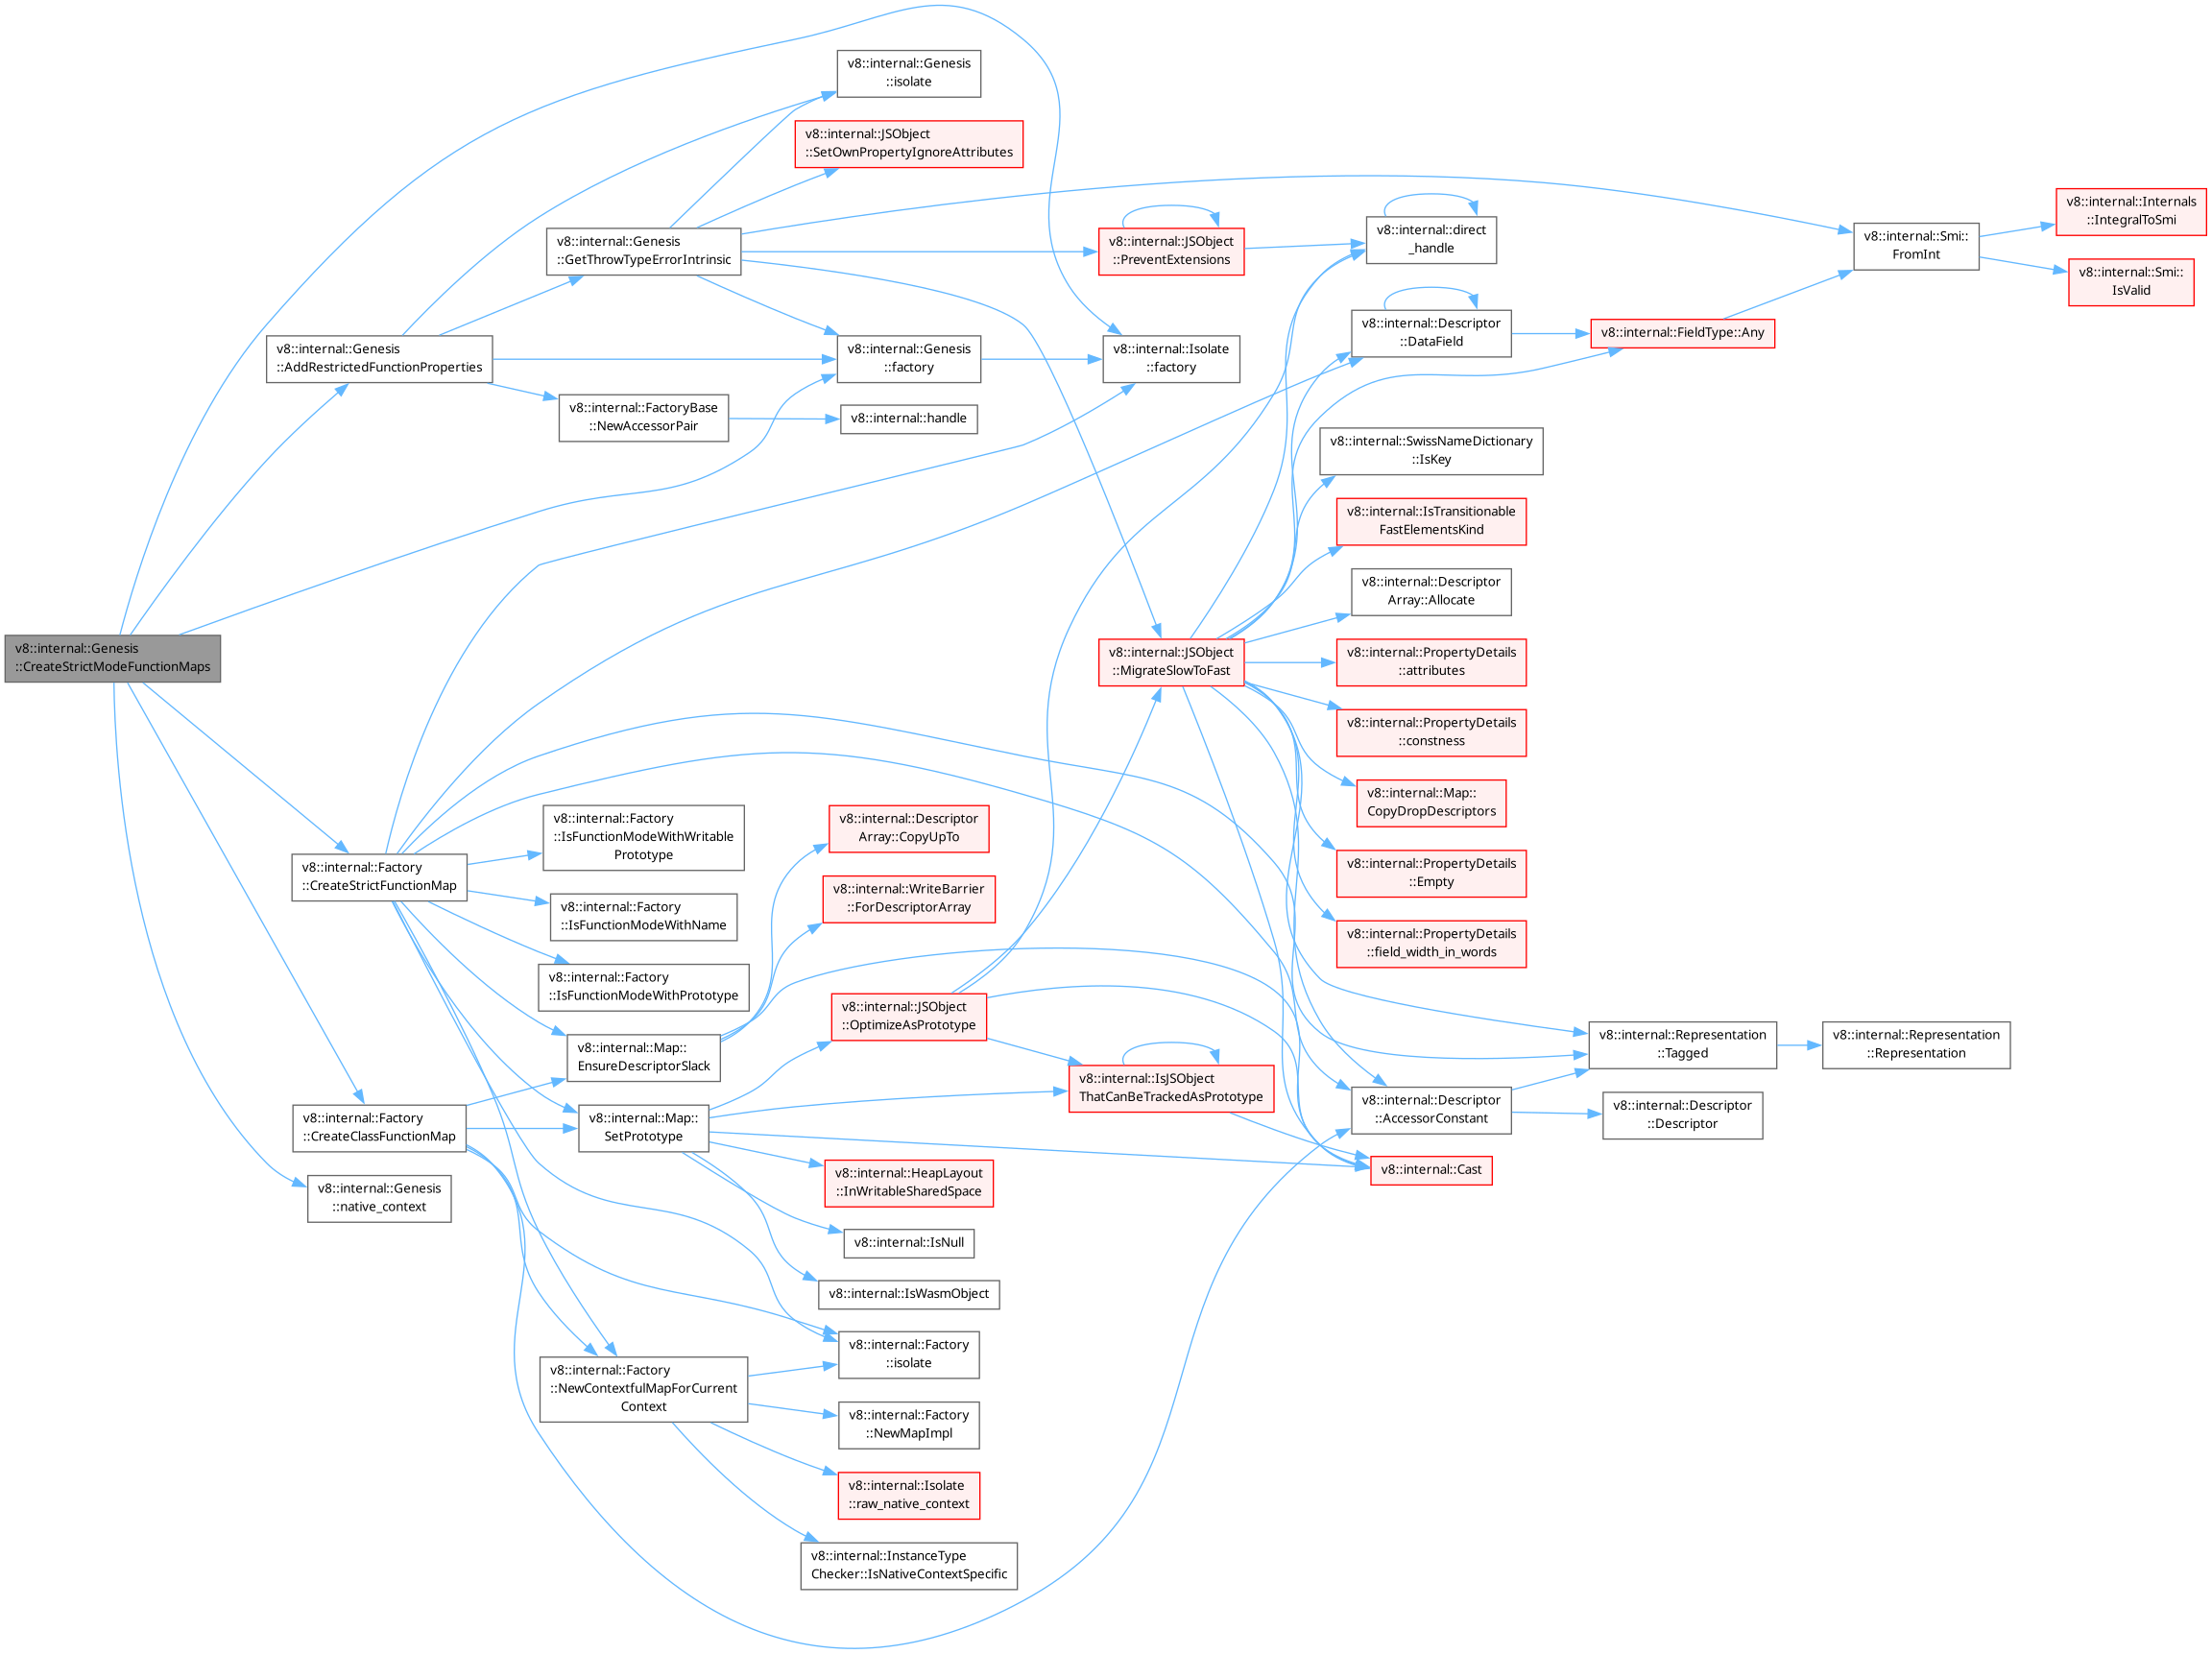 v8::internal::Genesis
::CreateStrictModeFunctionMaps
v8::internal::Genesis
::AddRestrictedFunctionProperties
v8::internal::Factory
::CreateStrictFunctionMap
v8::internal::Factory
::CreateClassFunctionMap
v8::internal::Genesis
::native_context
v8::internal::Genesis
::GetThrowTypeErrorIntrinsic
v8::internal::FactoryBase
::NewAccessorPair
v8::internal::Factory
::IsFunctionModeWithWritable
Prototype
v8::internal::Factory
::IsFunctionModeWithName
v8::internal::Factory
::IsFunctionModeWithPrototype
v8::internal::Map::
EnsureDescriptorSlack
v8::internal::Map::
SetPrototype
v8::internal::Factory
::NewContextfulMapForCurrent
Context
v8::internal::Genesis
::isolate
v8::internal::JSObject
::SetOwnPropertyIgnoreAttributes
v8::internal::Genesis
::factory
v8::internal::handle
v8::internal::Descriptor
Array::CopyUpTo
v8::internal::WriteBarrier
::ForDescriptorArray
v8::internal::JSObject
::OptimizeAsPrototype
v8::internal::HeapLayout
::InWritableSharedSpace
v8::internal::IsNull
v8::internal::IsWasmObject
v8::internal::Factory
::isolate
v8::internal::Factory
::NewMapImpl
v8::internal::Isolate
::raw_native_context
v8::internal::InstanceType
Checker::IsNativeContextSpecific
v8::internal::JSObject
::PreventExtensions
v8::internal::Isolate
::factory
v8::internal::JSObject
::MigrateSlowToFast
v8::internal::IsJSObject
ThatCanBeTrackedAsPrototype
v8::internal::direct
_handle
v8::internal::Descriptor
::DataField
v8::internal::SwissNameDictionary
::IsKey
v8::internal::IsTransitionable
FastElementsKind
v8::internal::Descriptor
Array::Allocate
v8::internal::PropertyDetails
::attributes
v8::internal::PropertyDetails
::constness
v8::internal::Map::
CopyDropDescriptors
v8::internal::PropertyDetails
::Empty
v8::internal::PropertyDetails
::field_width_in_words
v8::internal::Descriptor
::AccessorConstant
v8::internal::Cast
v8::internal::FieldType::Any
v8::internal::Representation
::Tagged
v8::internal::Descriptor
::Descriptor
v8::internal::Smi::
FromInt
v8::internal::Representation
::Representation
v8::internal::Internals
::IntegralToSmi
v8::internal::Smi::
IsValid